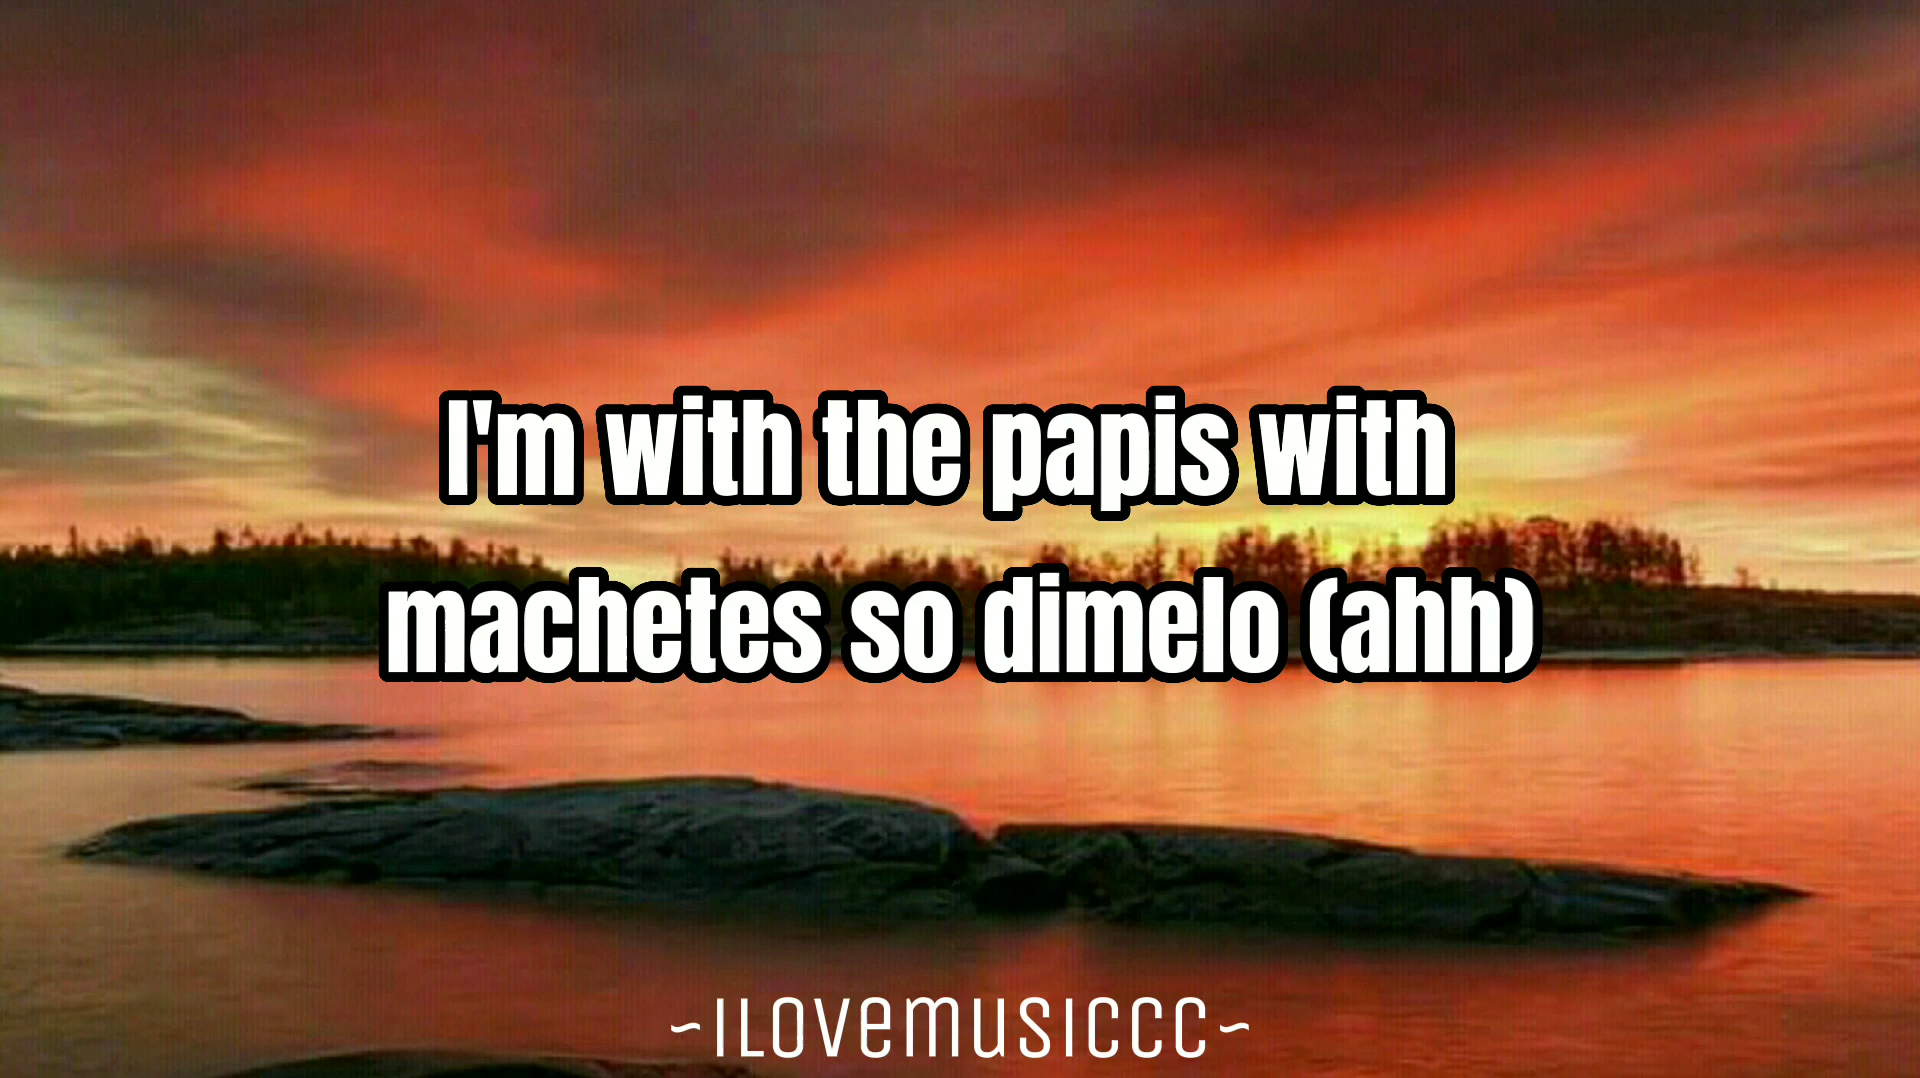 I'm with the papis with
machetes so dimelo (ahh)
~ILOVEMUSICCC~